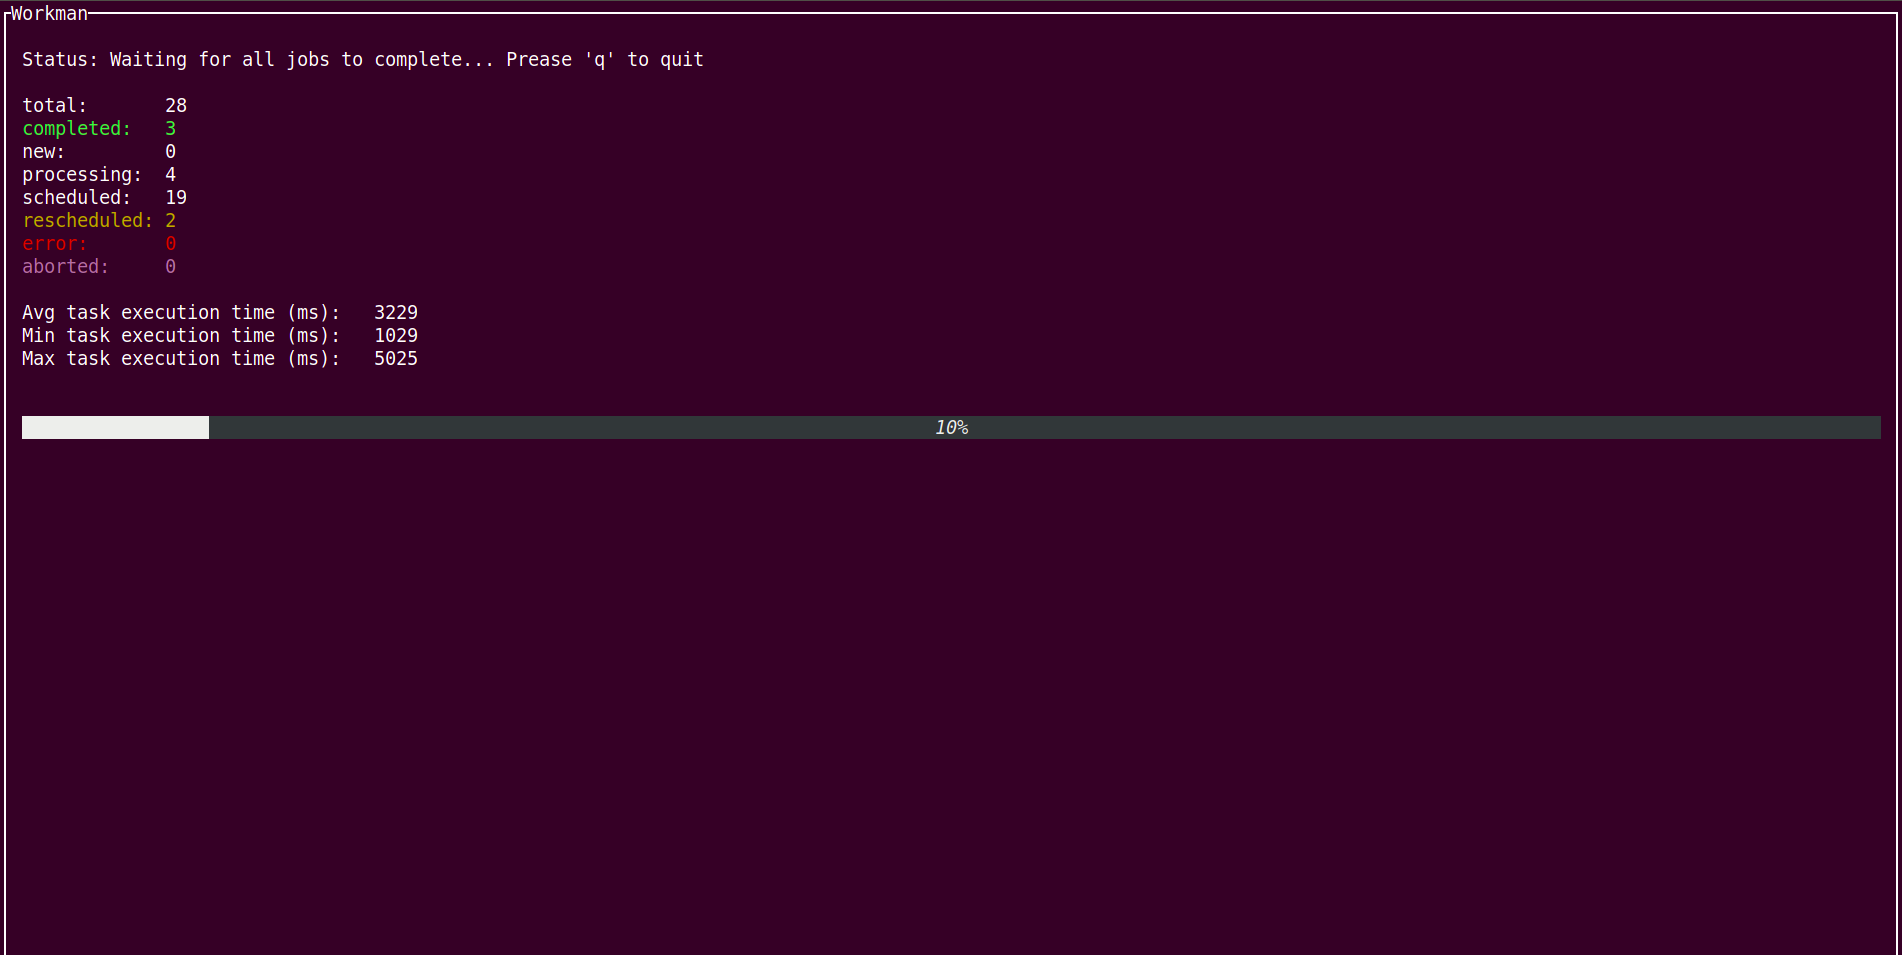 Workman
Status: Waiting for all jobs to complete... Prease 'q' to quit
total: 28
completed: 3
new: 0
processing: 4
scheduled: 19
rescheduled: 2
error: 0
aborted: 0
Avg task execution time (ms): 3229
Min task execution time (ms): 1029
Max task execution time (ms): 5025
10%